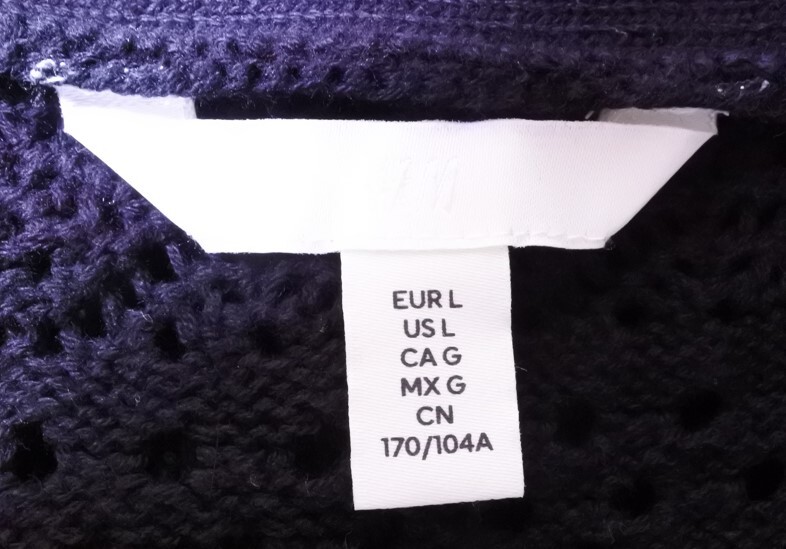 EUR L
US L
CA G
MX G
CN
170/104A